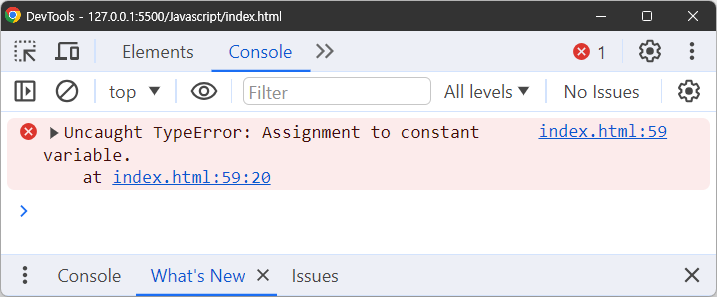 DevTools - 127.0.0.1:5500/Javascript/index.html
Elements Console 1
top Filter All levels No Issues
Uncaught TypeError: Assignment to constant index.html:59
variable.
at index.html:59:20
Console What's New Issues